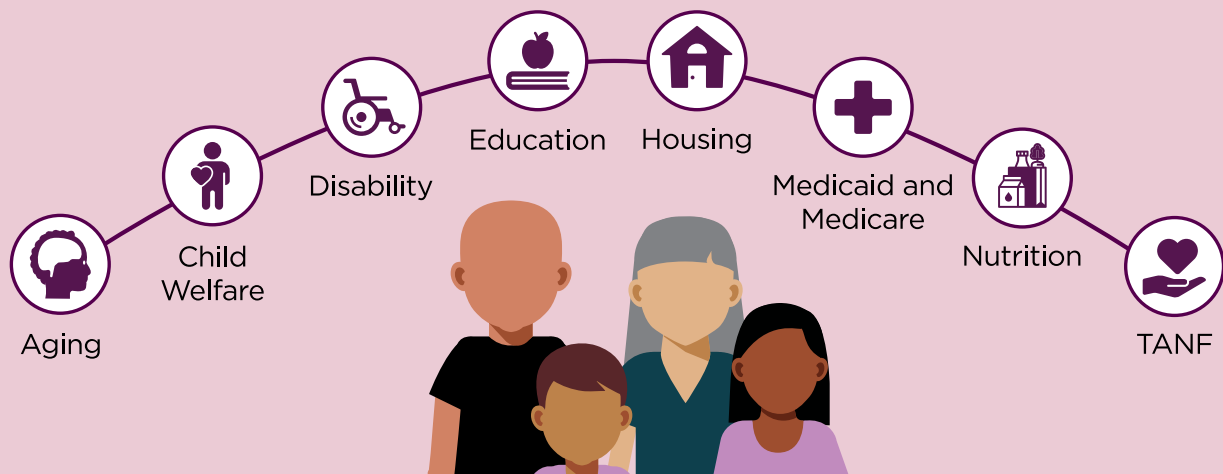 Aging
Child
Welfare
Disability
Education
Housing
Medicaid and
Medicare
Nutrition
TANF